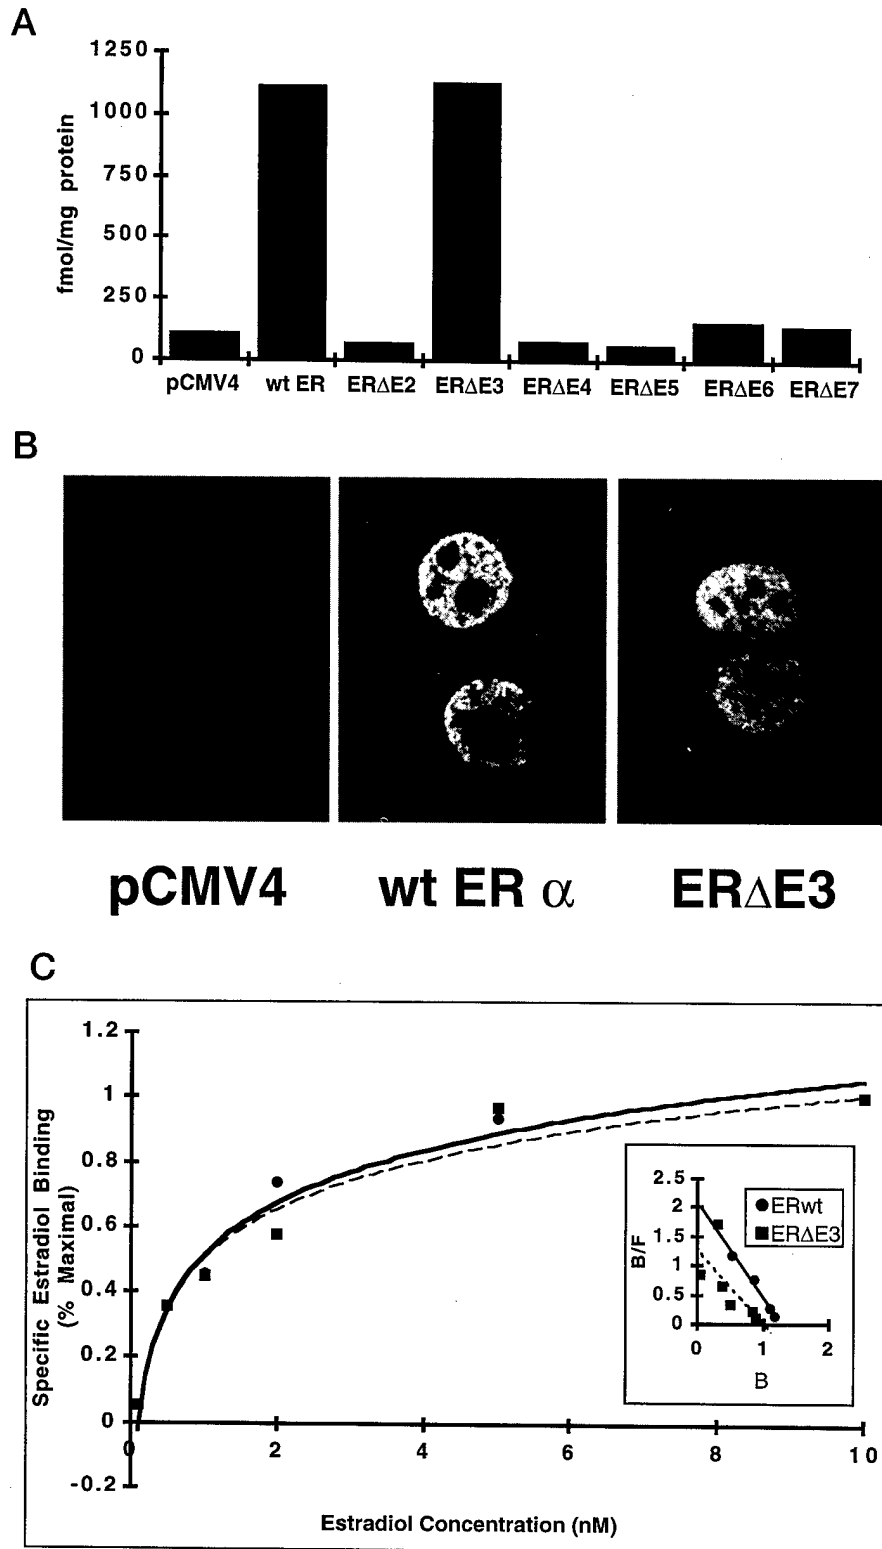 A
1250
1000
750
500
250
0
fmol/mg protein
pCMV4 wt ER ERΔE2 ERΔE3 ERΔE4 ERΔE5 ERΔE6 ERΔE7
B
pCMV4 wt ER α ERΔE3
C
1.2
1
0.8
0.6
0.4
0.2
0
-0.2
Specific Estradiol Binding
(% Maximal)
0 2 4 6 8 10
Estradiol Concentration (nM)
2.5
2
1.5
1
0.5
0
B/F
0 1 2
B
ERwt
ERΔE3